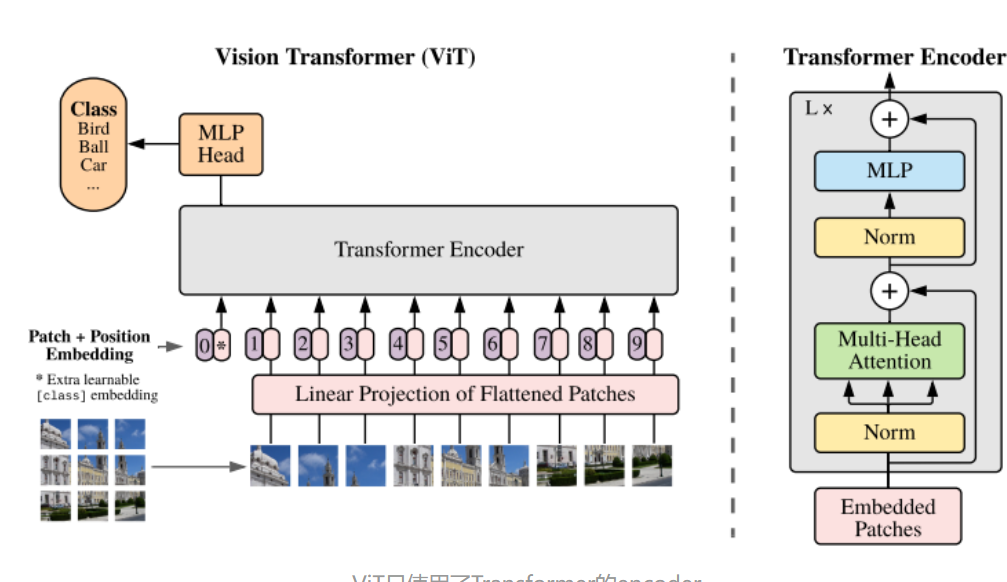 Vision Transformer (ViT)
Class
Bird
Ball
Car
...
MLP
Head
Transformer Encoder
Patch + Position
Embedding
0 * 1 2 3 4 5 6 7 8 9
* Extra learnable
[class] embedding
Linear Projection of Flattened Patches
Transformer Encoder
L x
+
MLP
Norm
+
Multi-Head
Attention
Norm
Embedded
Patches
ViT只使用了Transformer的encoder